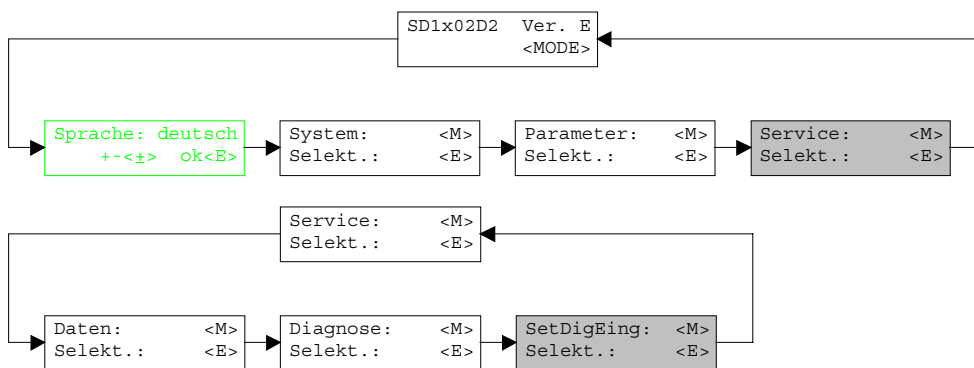 SD1x02D2 Ver. E
<MODE>
Sprache: deutsch
+-<±> ok<E>
System: <M>
Selekt.: <E>
Parameter: <M>
Selekt.: <E>
Service: <M>
Selekt.: <E>
Service: <M>
Selekt.: <E>
Daten: <M>
Selekt.: <E>
Diagnose: <M>
Selekt.: <E>
SetDigEing: <M>
Selekt.: <E>